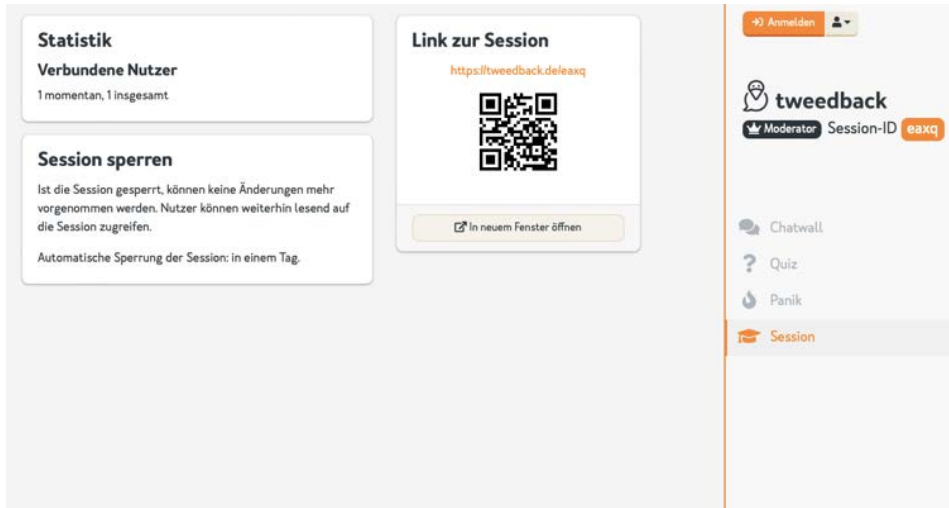 Statistik
Verbundene Nutzer
1 momentan, 1 insgesamt
Session sperren
Ist die Session gesperrt, können keine Änderungen mehr
vorgenommen werden. Nutzer können weiterhin lesend auf
die Session zugreifen.
Automatische Sperrung der Session: in einem Tag.
Link zur Session
https://tweedback.de/eaxq
In neuem Fenster öffnen
Anmelden
tweedback
Moderator Session-ID eaxq
Chatwall
? Quiz
Panik
Session